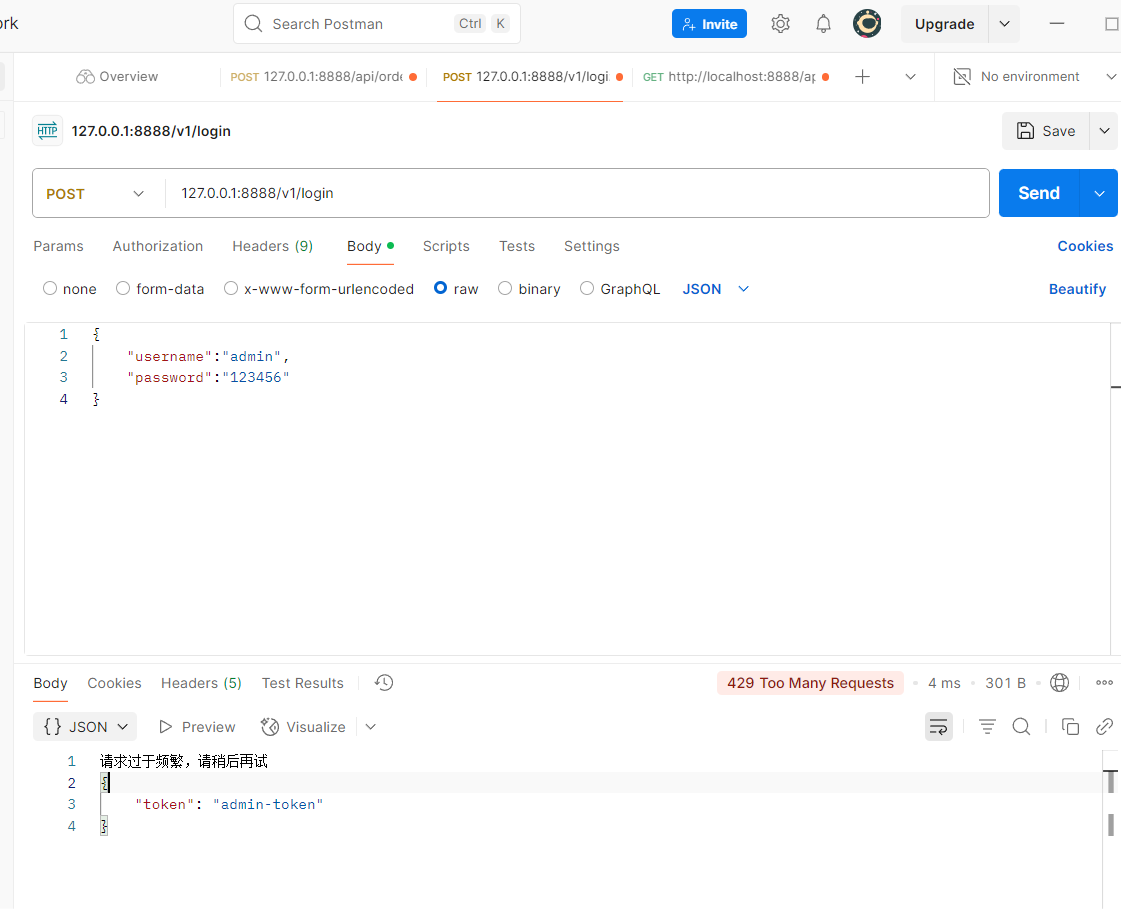 ork
Search Postman Ctrl K Invite Upgrade
Overview POST 127.0.0.1:8888/api/orde POST 127.0.0.1:8888/v1/logi GET http://localhost:8888/ap No environment
HTTP 127.0.0.1:8888/v1/login Save
POST 127.0.0.1:8888/v1/login Send
Params Authorization Headers (9) Body Scripts Tests Settings Cookies
none form-data x-www-form-urlencoded raw binary GraphQL JSON Beautify
1 {
2 "username":"admin",
3 "password":"123456"
4 }
Body Cookies Headers (5) Test Results 429 Too Many Requests 4 ms 301 B
{} JSON Preview Visualize
1 请求过于频繁，请稍后再试
2 {
3 "token": "admin-token"
4 }